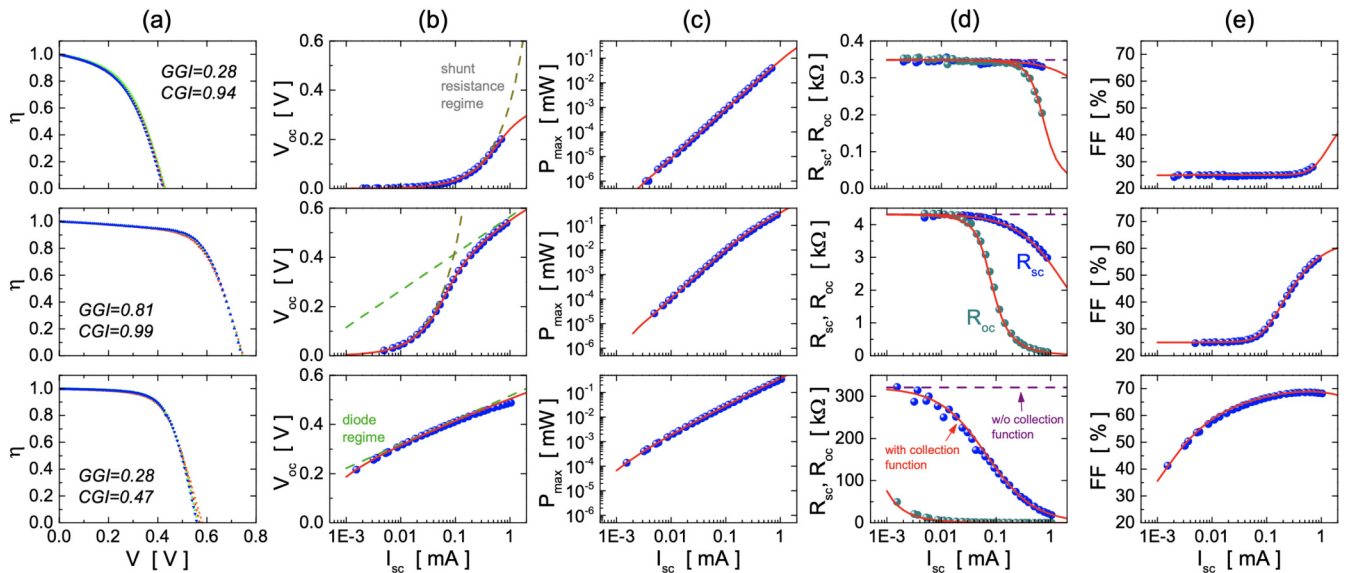 (a)
(b)
(c)
(d)
(e)
1.0
0.8
1.0
0.4
0.2
0.0
η
GGI=0.28
CGI=0.94
0.6
0.4
0.2
0.0
V_oc [V]
shunt
resistance
regime
10^-1
10^-2
10^-3
10^-4
10^-5
10^-6
P_max [mW]
0.4
0.3
0.2
0.1
0.0
R_sc, R_oc [kΩ]
70
60
50
40
30
20
FF [%]
1.0
0.8
1.0
0.4
0.2
0.0
η
GGI=0.81
CGI=0.99
0.6
0.4
0.2
0.0
V_oc [V]
10^-1
10^-2
10^-3
10^-4
10^-5
10^-6
P_max [mW]
4
3
2
1
0
R_sc, R_oc [kΩ]
R_sc
R_oc
70
60
50
40
30
20
FF [%]
1.0
0.8
1.0
0.4
0.2
0.0
η
GGI=0.28
CGI=0.47
0.0 0.2 0.4 0.6 0.8
V [V]
0.6
0.4
0.2
0.0
V_oc [V]
diode
regime
1E-3 0.01 0.1 1
I_sc [mA]
10^-1
10^-2
10^-3
10^-4
10^-5
10^-6
P_max [mW]
1E-3 0.01 0.1 1
I_sc [mA]
300
250
200
150
100
50
0
R_sc, R_oc [kΩ]
w/o collection
function
with collection
function
1E-3 0.01 0.1 1
I_sc [mA]
70
60
50
40
30
20
FF [%]
1E-3 0.01 0.1 1
I_sc [mA]